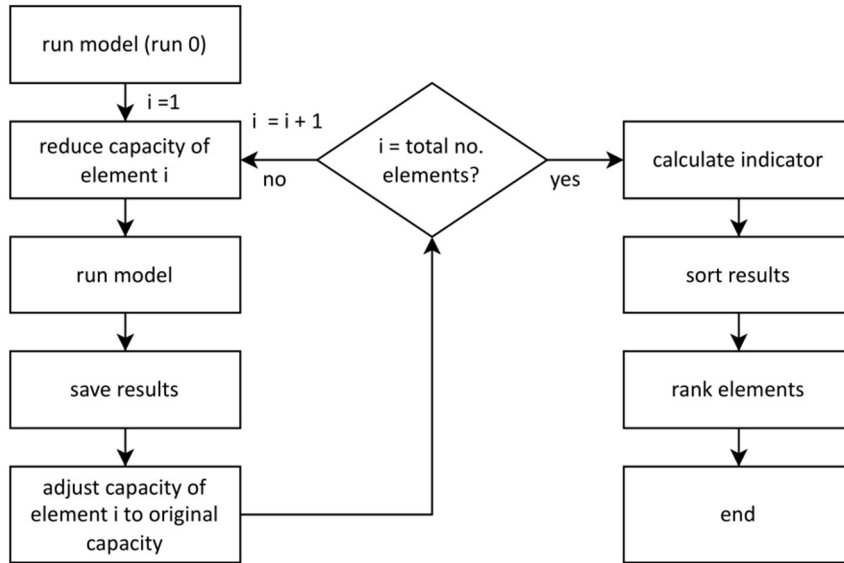 run model (run 0)
i =1
reduce capacity of
element i
run model
save results
adjust capacity of
element i to original
capacity
i = i + 1
no
i = total no.
elements?
yes
calculate indicator
sort results
rank elements
end